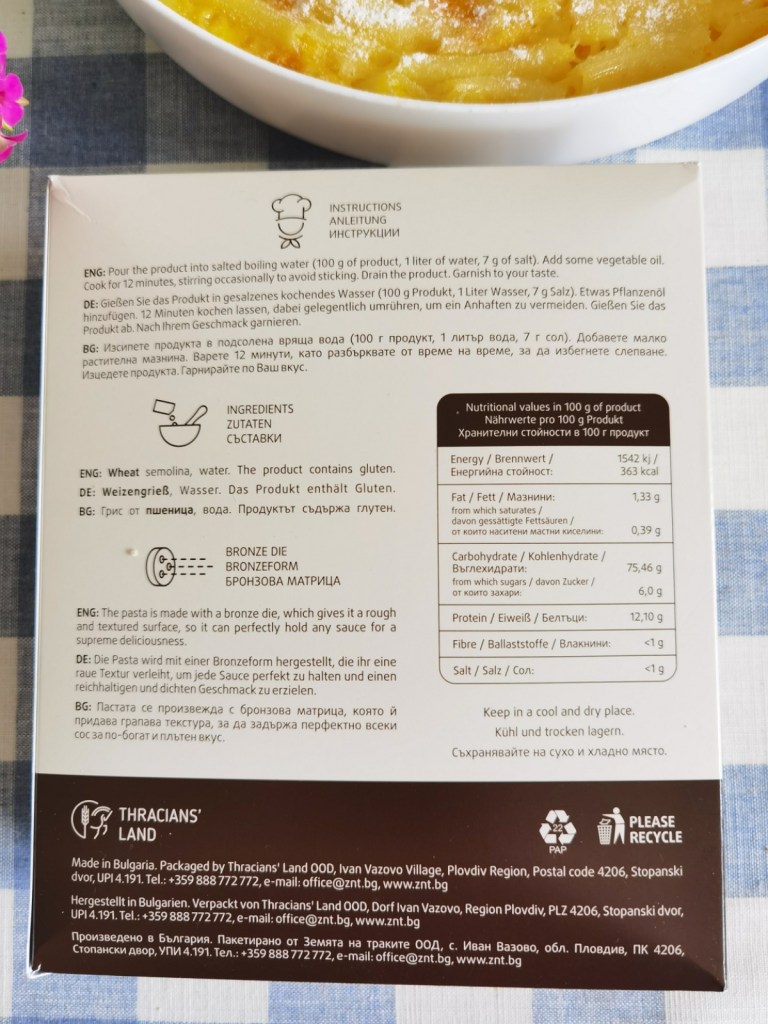 INSTRUCTIONS
ANLEITUNG
ИНСТРУКЦИИ
ENG: Pour the product into salted boiling water (100 g of product, 1 liter of water, 7 g of salt). Add some vegetable oil.
Cook for 12 minutes, stirring occasionally to avoid sticking. Drain the product. Garnish to your taste.
DE: Gießen Sie das Produkt in gesalzenes kochendes Wasser (100 g Produkt, 1 Liter Wasser, 7 g Salz). Etwas Pflanzenöl
hinzufügen. 12 Minuten kochen lassen, dabei gelegentlich umrühren, um ein Anhaften zu vermeiden. Gießen Sie das
Produkt ab. Nach Ihrem Geschmack garnieren.
BG: Изсипете продукта в подсолена вряща вода (100 г продукт, 1 литър вода, 7 г сол). Добавете малко
растителна мазнина. Варете 12 минути, като разбърквате от време на време, за да избегнете слепване.
Изцедете продукта. Гарнирайте по Ваш вкус.
INGREDIENTS
ZUTATEN
СЪСТАВКИ
ENG: Wheat semolina, water. The product contains gluten.
DE: Weizengrieß, Wasser. Das Produkt enthält Gluten.
BG: Грис от пшеница, вода. Продуктът съдържа глутен.
BRONZE DIE
BRONZEFORM
БРОНЗОВА МАТРИЦА
ENG: The pasta is made with a bronze die, which gives it a rough
and textured surface, so it can perfectly hold any sauce for a
supreme deliciousness.
DE: Die Pasta wird mit einer Bronzeform hergestellt, die ihr eine
raue Textur verleiht, um jede Sauce perfekt zu halten und einen
reichhaltigen und dichten Geschmack zu erzielen.
BG: Пастата се произвежда с бронзова матрица, която й
придава грапава текстура, за да задържа перфектно всеки
сос за по-богат и плътен вкус.
Nutritional values in 100 g of product
Nährwerte pro 100 g Produkt
Хранителни стойности в 100 г продукт
Energy / Brennwert / 1542 kj /
Енергийна стойност: 363 kcal
Fat / Fett / Мазнини: 1,33 g
from which saturates /
davon gessättigte Fettsäuren /
от които наситени мастни киселини: 0,39 g
Carbohydrate / Kohlenhydrate /
Въглехидрати: 75,46 g
from which sugars / davon Zucker /
от които захари: 6,0 g
Protein / Eiweiß / Белтъци: 12,10 g
Fibre / Ballaststoffe / Влакнини: <1 g
Salt / Salz / Сол: <1 g
Keep in a cool and dry place.
Kühl und trocken lagern.
Съхранявайте на сухо и хладно място.
THRACIANS'
LAND
22
PAP
PLEASE
RECYCLE
Made in Bulgaria. Packaged by Thracians' Land OOD, Ivan Vazovo Village, Plovdiv Region, Postal code 4206, Stopanski
dvor, UPI 4.191. Tel.: +359 888 772 772, e-mail: office@znt.bg, www.znt.bg
Hergestellt in Bulgarien. Verpackt von Thracians' Land OOD, Dorf Ivan Vazovo, Region Plovdiv, PLZ 4206, Stopanski dvor,
UPI 4.191. Tel.: +359 888 772 772, e-mail: office@znt.bg, www.znt.bg
Произведено в България. Пакетирано от Земята на траките ООД, с. Иван Вазово, обл. Пловдив, ПК 4206,
Стопански двор, УПИ 4.191. Тел.: +359 888 772 772, e-mail: office@znt.bg, www.znt.bg